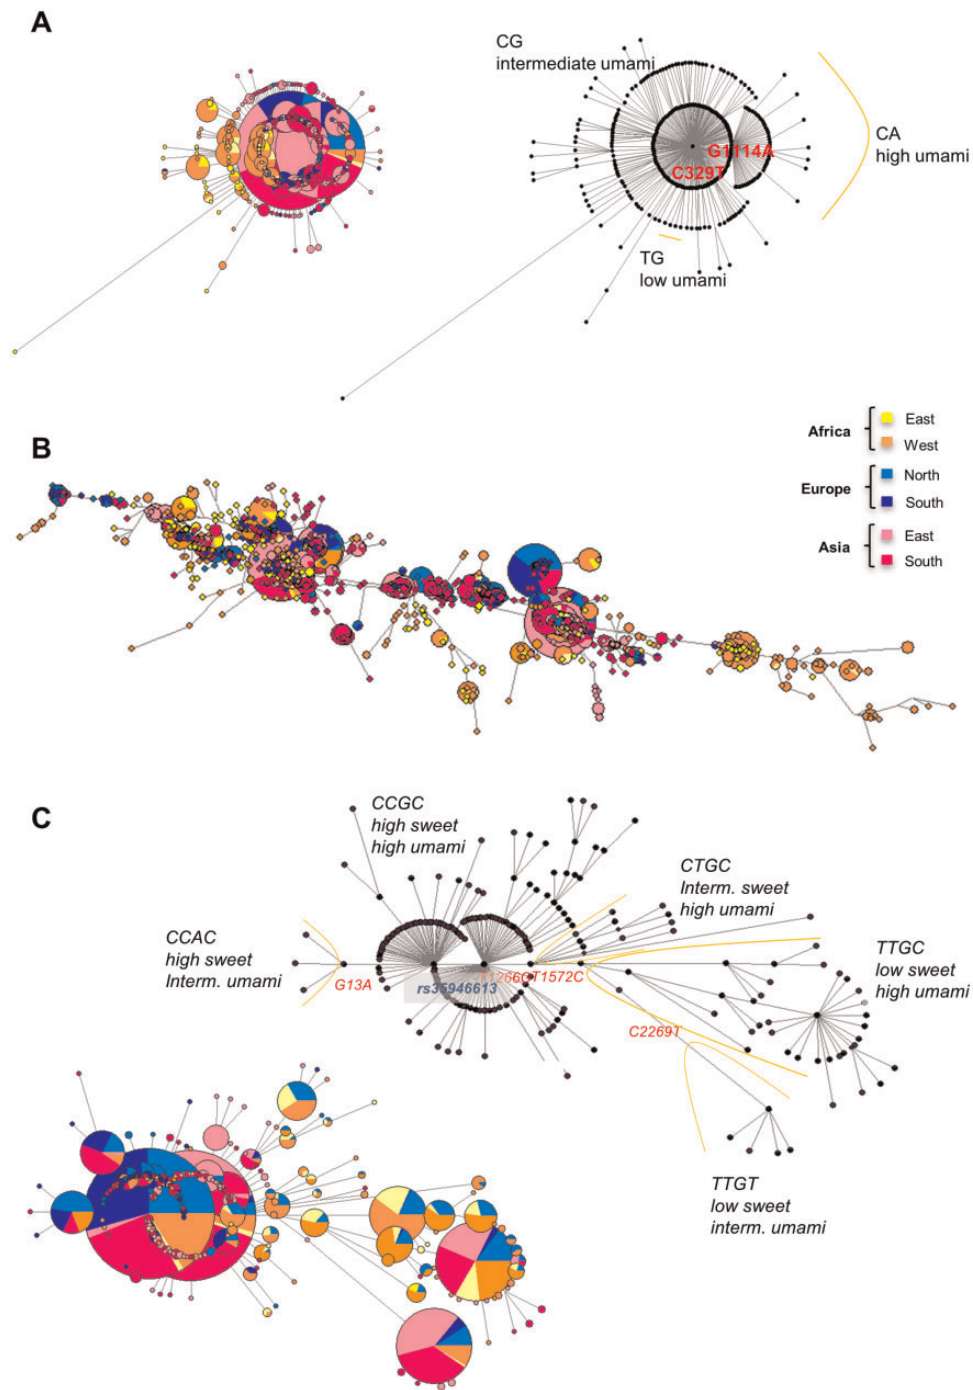 A
CG
intermediate umami
CA
high umami
G1114A
C329T
TG
low umami
B
Africa
East
West
Europe
North
South
Asia
East
South
C
CCGC
high sweet
high umami
CTGC
Interm. sweet
high umami
CCAC
high sweet
Interm. umami
TTGC
low sweet
high umami
G13A
T1572C
rs35946613
C2269T
TTGT
low sweet
interm. umami